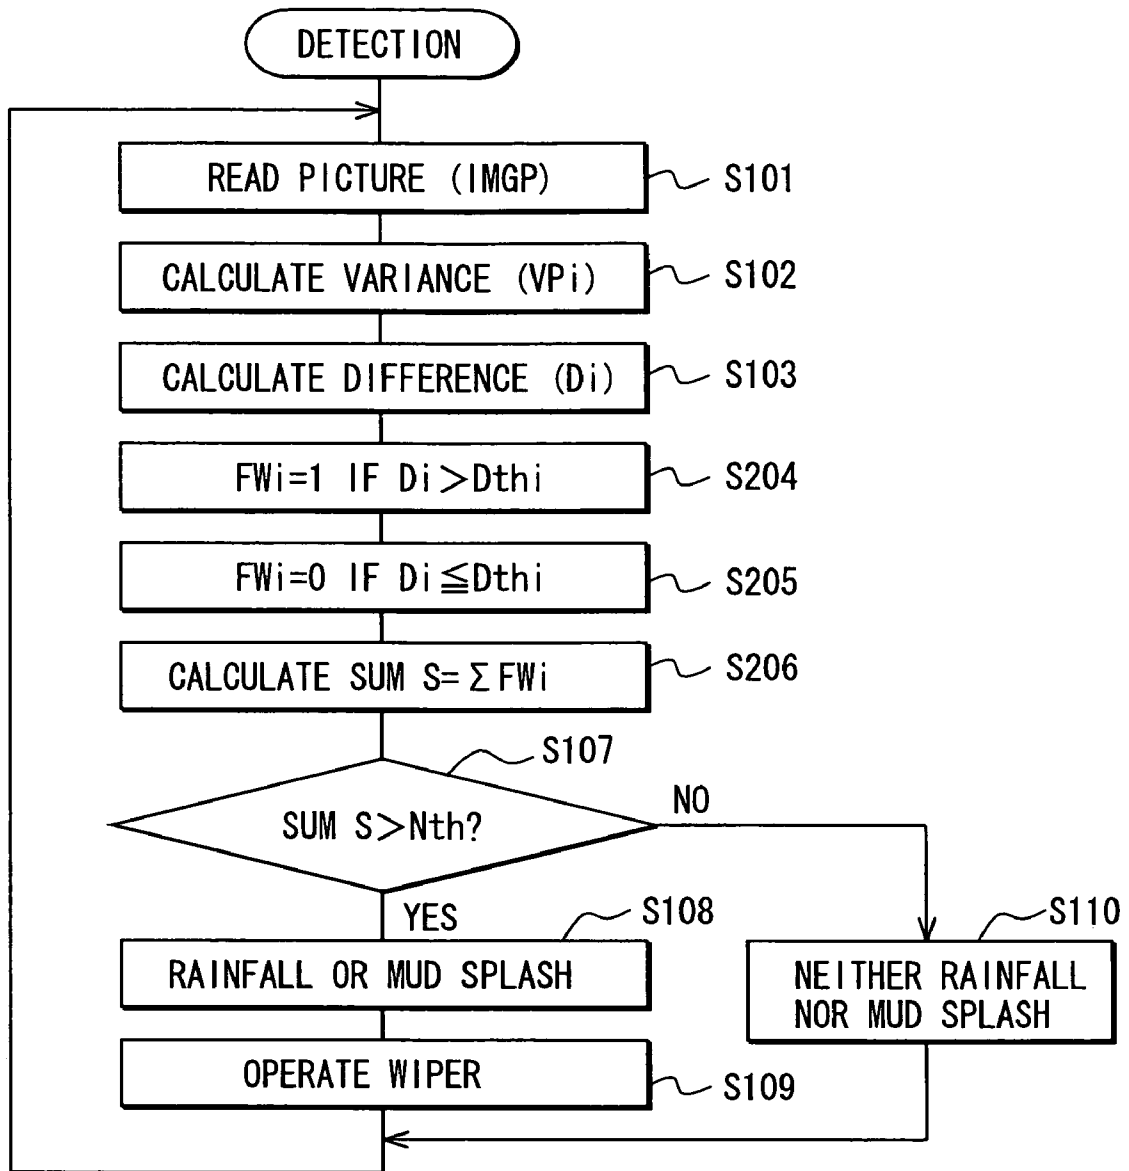 DETECTION
READ PICTURE (IMGP)
S101
CALCULATE VARIANCE (VPi)
S102
CALCULATE DIFFERENCE (Di)
S103
FWi=1 IF Di>Dthi
S204
FWi=0 IF Di≦Dthi
S205
CALCULATE SUM S=ΣFWi
S206
S107
SUM S>Nth?
NO
YES
S108
RAINFALL OR MUD SPLASH
S110
NEITHER RAINFALL
NOR MUD SPLASH
OPERATE WIPER
S109